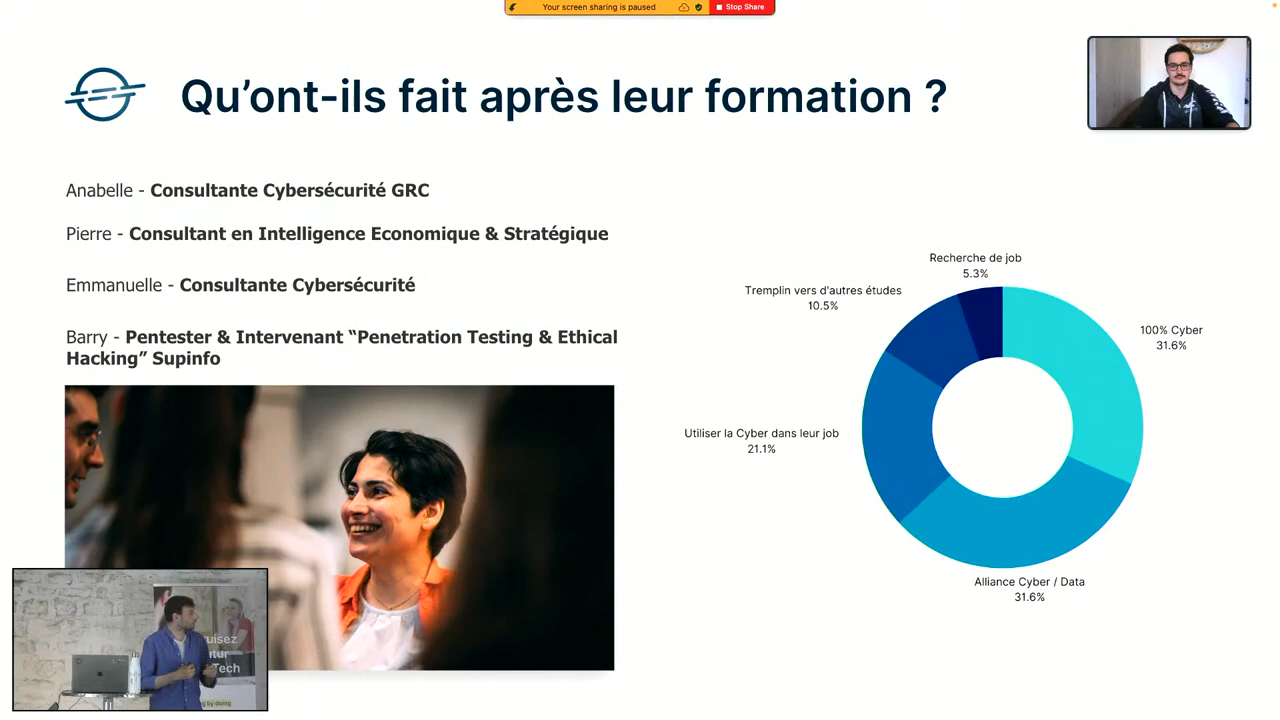 Your screen sharing is paused
Stop Share
Qu’ont-ils fait après leur formation ?
Anabelle - Consultante Cybersécurité GRC
Pierre - Consultant en Intelligence Economique & Stratégique
Emmanuelle - Consultante Cybersécurité
Barry - Pentester & Intervenant “Penetration Testing & Ethical
Hacking” Supinfo
Recherche de job
5.3%
Tremplin vers d'autres études
10.5%
100% Cyber
31.6%
Utiliser la Cyber dans leur job
21.1%
Alliance Cyber / Data
31.6%
Tech
by doing